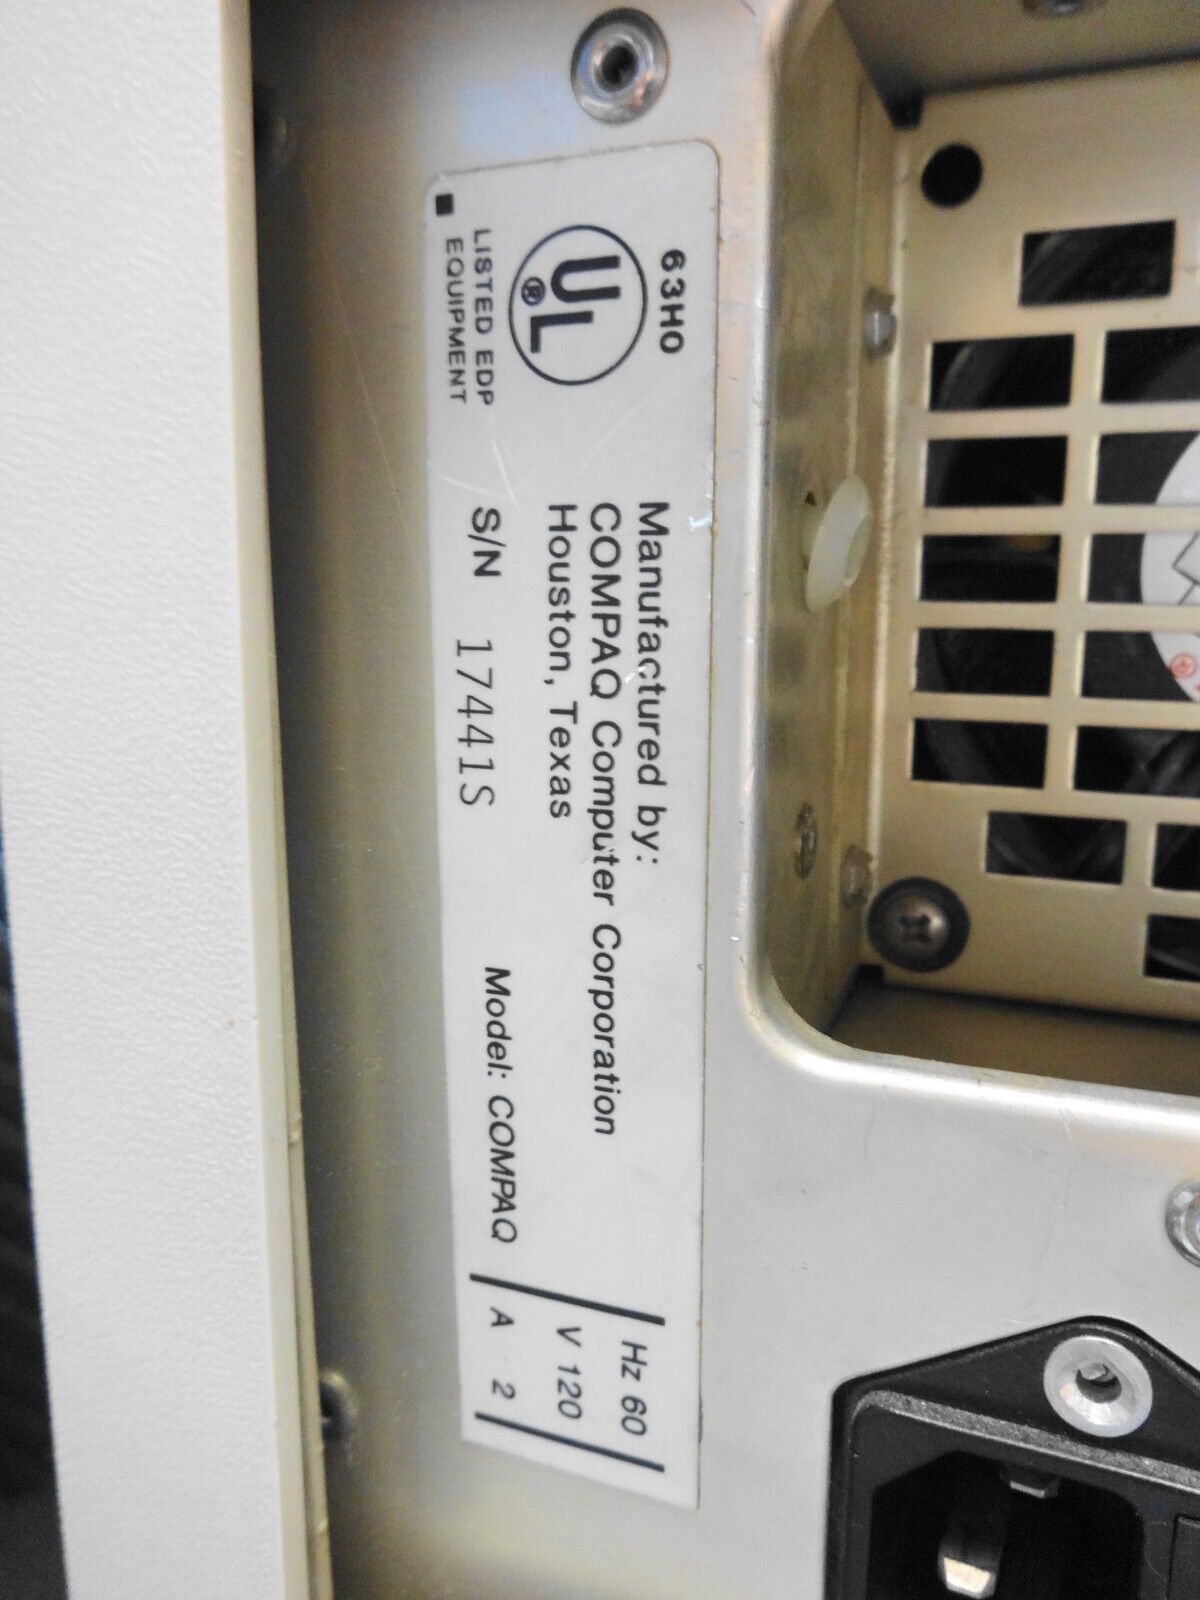 63H0
UL®
LISTED EDP
EQUIPMENT
Manufactured by:
COMPAQ Computer Corporation
Houston, Texas
S/N 17441S
Model: COMPAQ
Hz 60
V 120
A 2